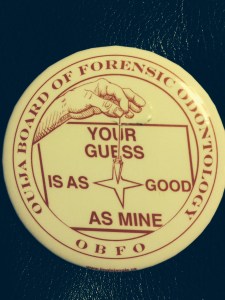 OUIJA BOARD OF FORENSIC ODONTOLOGY
YOUR
GUESS
IS AS GOOD
AS MINE
OBFO